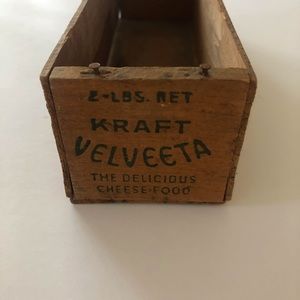 2-LBS. NET
KRAFT
VELVEETA
THE DELICIOUS
CHEESE-FOOD